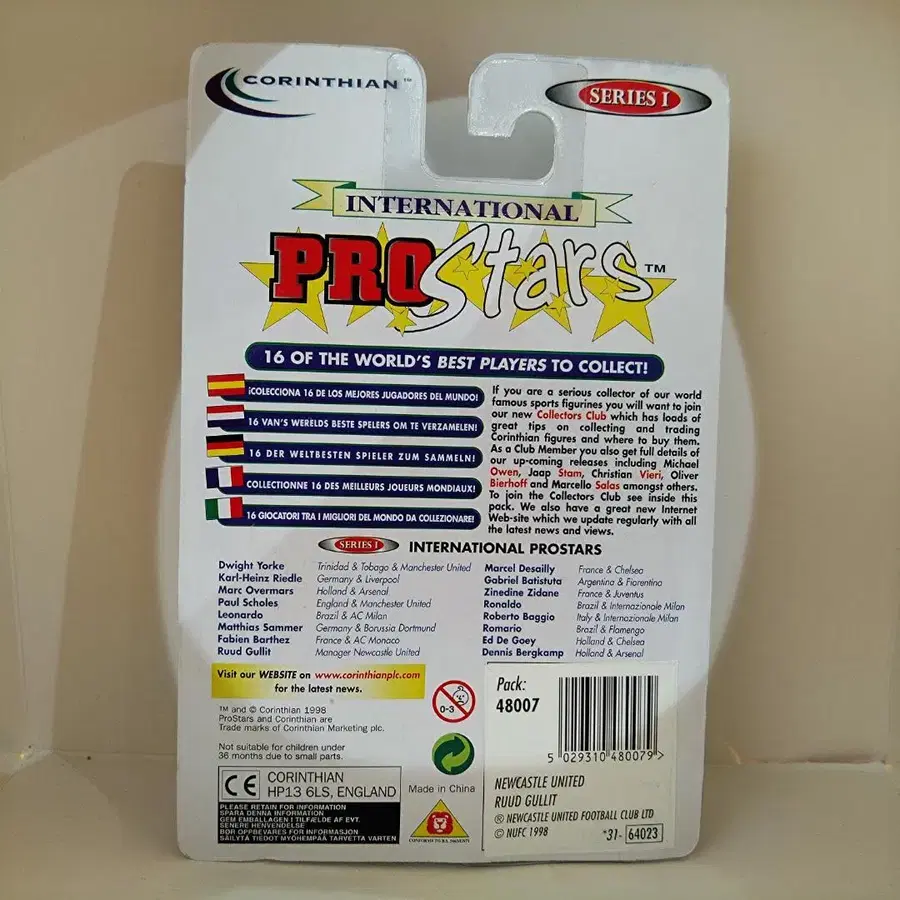 CORINTHIAN™
SERIES I
INTERNATIONAL
PROStars™
16 OF THE WORLD'S BEST PLAYERS TO COLLECT!
¡COLECCIONA 16 DE LOS MEJORES JUGADORES DEL MUNDO!
16 VAN'S WERELDS BESTE SPELERS OM TE VERZAMELEN!
16 DER WELTBESTEN SPIELER ZUM SAMMELN!
COLLECTIONNE 16 DES MEILLEURS JOUEURS MONDIAUX!
16 GIOCATORI TRA I MIGLIORI DEL MONDO DA COLLEZIONARE!
If you are a serious collector of our world
famous sports figurines you will want to join
our new Collectors Club which has loads of
great tips on collecting and trading
Corinthian figures and where to buy them.
As a Club Member you also get full details of
our up-coming releases including Michael
Owen, Jaap Stam, Christian Vieri, Oliver
Bierhoff and Marcello Salas amongst others.
To join the Collectors Club see inside this
pack. We also have a great new Internet
Web-site which we update regularly with all
the latest news and views.
SERIES I INTERNATIONAL PROSTARS
Dwight Yorke Trinidad & Tobago & Manchester United
Karl-Heinz Riedle Germany & Liverpool
Marc Overmars Holland & Arsenal
Paul Scholes England & Manchester United
Leonardo Brazil & AC Milan
Matthias Sammer Germany & Borussia Dortmund
Fabien Barthez France & AC Monaco
Ruud Gullit Manager Newcastle United
Marcel Desailly France & Chelsea
Gabriel Batistuta Argentina & Fiorentina
Zinedine Zidane France & Juventus
Ronaldo Brazil & Internazionale Milan
Roberto Baggio Italy & Internazionale Milan
Romario Brazil & Flamengo
Ed De Goey Holland & Chelsea
Dennis Bergkamp Holland & Arsenal
Visit our WEBSITE on www.corinthianplc.com
for the latest news.
™ and © Corinthian 1998
ProStars and Corinthian are
Trade marks of Corinthian Marketing plc.
Not suitable for children under
36 months due to small parts.
0-3
CE CORINTHIAN
HP13 6LS, ENGLAND
PLEASE RETAIN FOR INFORMATION
SPARA DENNA INFORMATION
GEM EMBALLAGEN I TILFÆLDE AF EVT.
SENERE HENVENDELSE
BØR OPPBEVARES FOR INFORMASJON
SÄILYTÄ TIEDOT MYÖHEMPÄÄ TARVETTA VARTEN
Made in China
Pack:
48007
5 029310 480079 >
NEWCASTLE UNITED
RUUD GULLIT
® NEWCASTLE UNITED FOOTBALL CLUB LTD
© NUFC 1998
*31- 64023